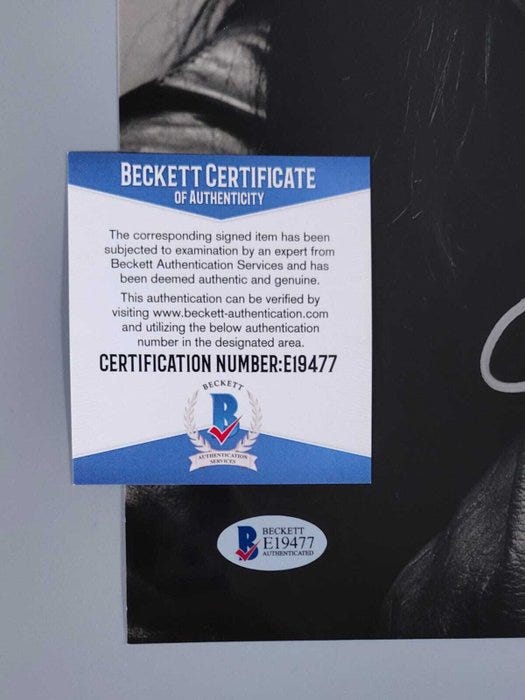 BECKETT CERTIFICATE
OF AUTHENTICITY
The corresponding signed item has been
subjected to examination by an expert from
Beckett Authentication Services and has
been deemed authentic and genuine.
This authentication can be verified by
visiting www.beckett-authentication.com
and utilizing the below authentication
number in the designated area.
CERTIFICATION NUMBER:E19477
BECKETT
B
AUTHENTICATION
SERVICES
B
BECKETT
E19477
AUTHENTICATED